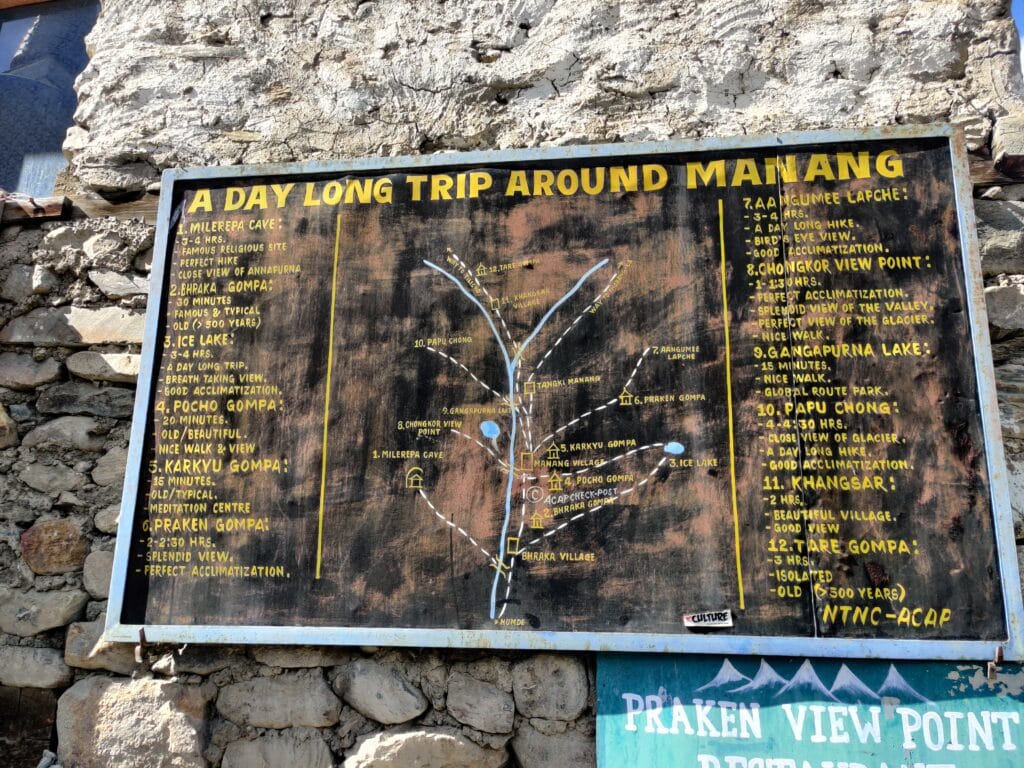 A DAY LONG TRIP AROUND MANANG
1. MILEREPA CAVE:
- 3-4 HRS.
- FAMOUS RELIGIOUS SITE
- PERFECT HIKE
- CLOSE VIEW OF ANNAPURNA
2. BHRAKA GOMPA:
- 30 MINUTES
- FAMOUS & TYPICAL
- OLD (> 500 YEARS)
3. ICE LAKE:
- 3-4 HRS.
- A DAY LONG TRIP.
- BREATH TAKING VIEW.
- GOOD ACCLIMATIZATION.
4. POCHO GOMPA:
- 20 MINUTES.
- OLD/BEAUTIFUL.
- NICE WALK & VIEW
5. KARKYU GOMPA:
- 35 MINUTES.
- OLD/TYPICAL.
- MEDITATION CENTRE
6. PRAKEN GOMPA:
- 2-2:30 HRS.
- SPLENDID VIEW.
- PERFECT ACCLIMATIZATION.
12. TARE
11. KHANGSAR
VILLAGE
10. PAPU CHONG
7. AANGUMEE
LAPCHE
TANGKI MANANG
6. PRAKEN GOMPA
9. GANGAPURNA LAKE
8. CHONGKOR VIEW
POINT
5. KARKYU GOMPA
1. MILEREPA CAVE
MANANG VILLAGE
3. ICE LAKE
4. POCHO GOMPA
ACAP CHECK-POST
2. BHRAKA GOMPA
BHRAKA VILLAGE
HUMDE
7. AANGUMEE LAPCHE:
- 3-4 HRS.
- A DAY LONG HIKE.
- BIRD'S EYE VIEW.
- GOOD ACCLIMATIZATION.
8. CHONGKOR VIEW POINT:
- 1-1:30 HRS.
- PERFECT ACCLIMATIZATION.
- SPLENDID VIEW OF THE VALLEY.
- PERFECT VIEW OF THE GLACIER.
- NICE WALK.
9. GANGAPURNA LAKE:
- 15 MINUTES.
- NICE WALK.
- GLOBAL ROUTE PARK.
10. PAPU CHONG:
- 4-4:30 HRS.
- CLOSE VIEW OF GLACIER.
- A DAY LONG HIKE.
- GOOD ACCLIMATIZATION.
11. KHANGSAR:
- 2 HRS.
- BEAUTIFUL VILLAGE.
- GOOD VIEW
12. TARE GOMPA:
- 3 HRS.
- ISOLATED
- OLD (> 500 YEARS)
NTNC-ACAP
CULTURE
PRAKEN VIEW POINT
RESTAURANT